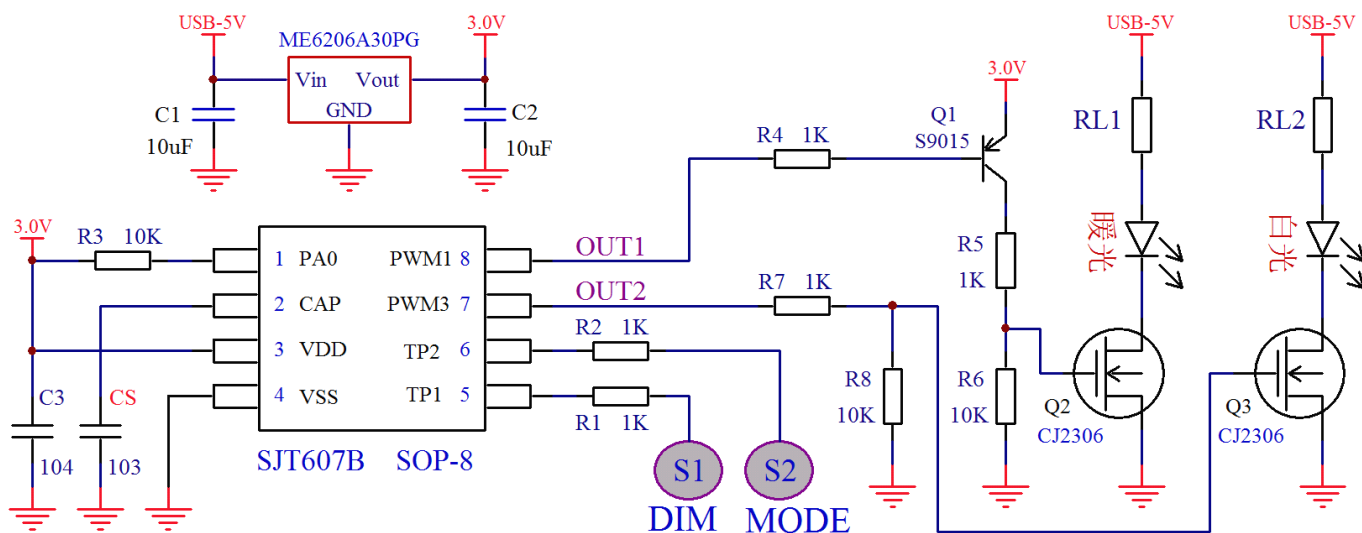 USB-5V
3.0V
ME6206A30PG
Vin
Vout
GND
C1
10uF
C2
10uF
3.0V
R3 10K
1 PA0
2 CAP
3 VDD
4 VSS
PWM1 8
PWM3 7
TP2 6
TP1 5
SJT607B SOP-8
C3
104
CS
103
OUT1
OUT2
R2 1K
R1 1K
S1
S2
DIM
MODE
R4 1K
R7 1K
R8
10K
3.0V
Q1
S9015
R5
1K
R6
10K
USB-5V
RL1
暖光
Q2
CJ2306
USB-5V
RL2
白光
Q3
CJ2306